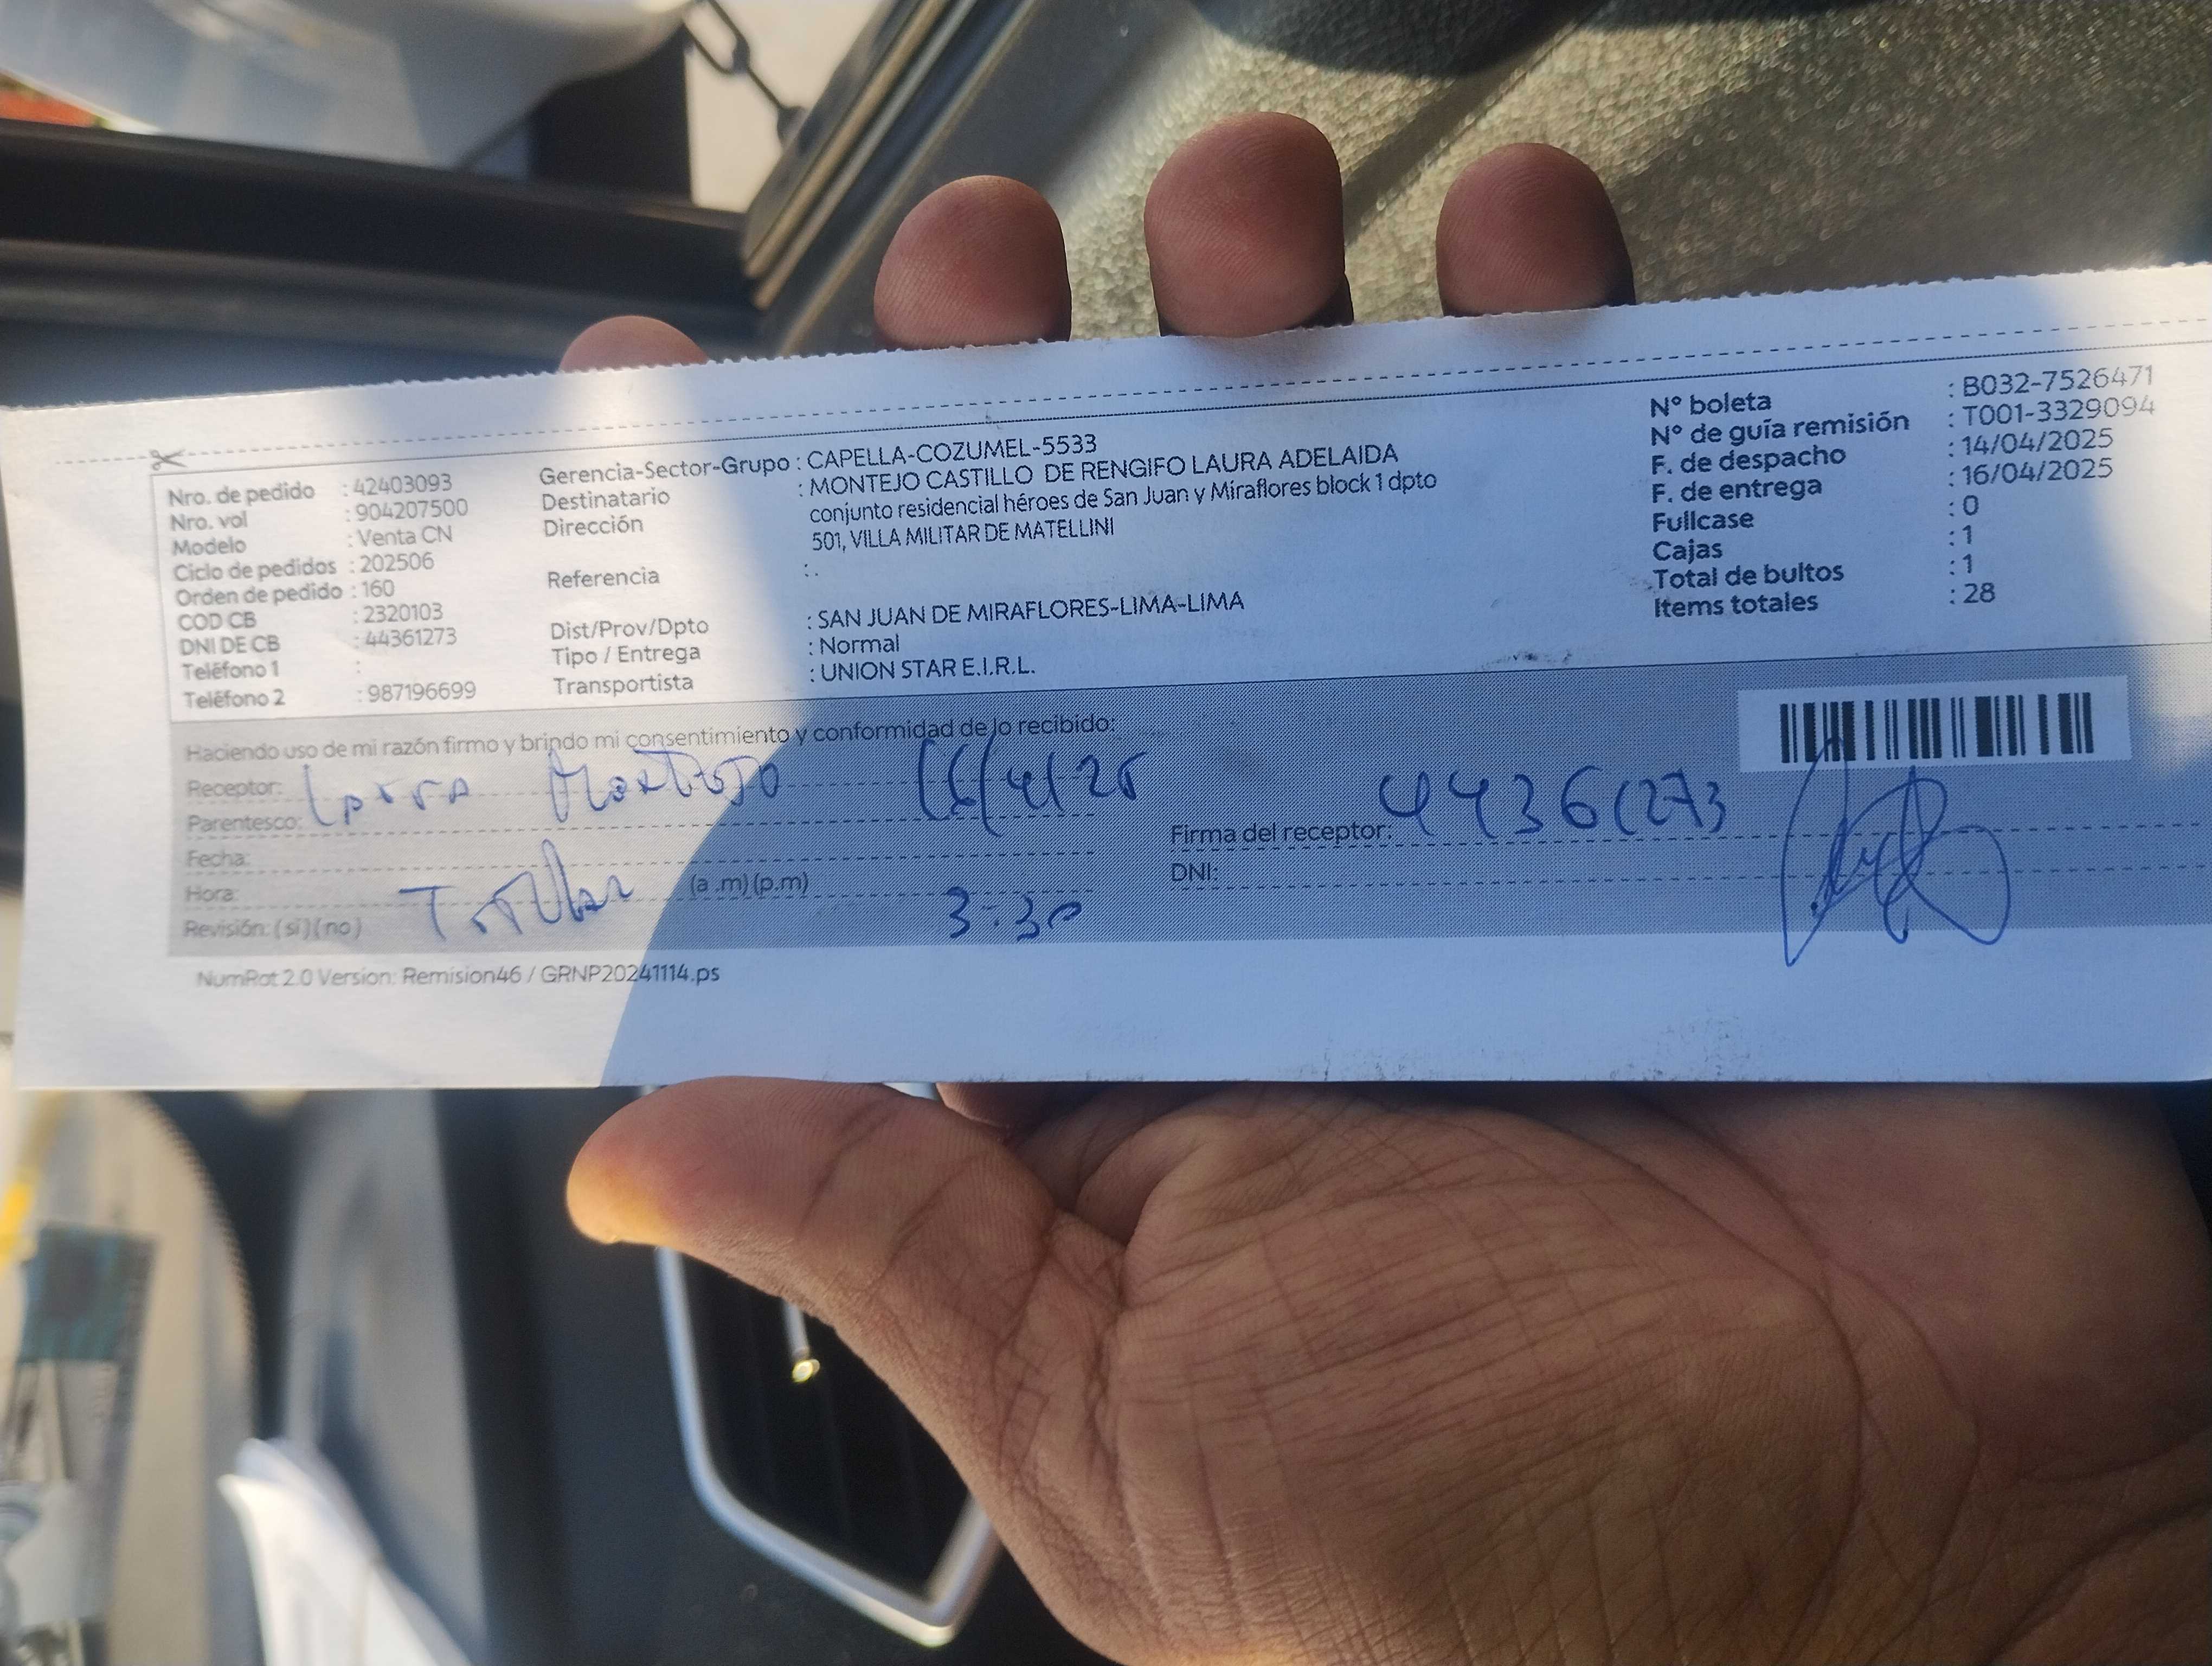 Nro. de pedido : 42403093
Nro. vol : 904207500
Modelo : Venta CN
Ciclo de pedidos : 202506
Orden de pedido : 160
COD CB : 2320103
DNI DE CB : 44361273
Teléfono 1 :
Teléfono 2 : 987196699
Gerencia-Sector-Grupo : CAPELLA-COZUMEL-5533
Destinatario : MONTEJO CASTILLO DE RENGIFO LAURA ADELAIDA
Dirección conjunto residencial héroes de San Juan y Miraflores block 1 dpto
501, VILLA MILITAR DE MATELLINI
Referencia : .
Dist/Prov/Dpto : SAN JUAN DE MIRAFLORES-LIMA-LIMA
Tipo / Entrega : Normal
Transportista : UNION STAR E.I.R.L.
N° boleta : B032-7526471
N° de guía remisión : T001-3329094
F. de despacho : 14/04/2025
F. de entrega : 16/04/2025
Fullcase : 0
Cajas : 1
Total de bultos : 1
Items totales : 28
Haciendo uso de mi razón firmo y brindo mi consentimiento y conformidad de lo recibido:
Receptor: Montejo
Parentesco:
Fecha:
Hora: (a .m) (p.m) 3:30
Revisión: (si) (no)
Firma del receptor: 44361273
DNI:
NumRot 2.0 Version: Remision46 / GRNP20241114.ps